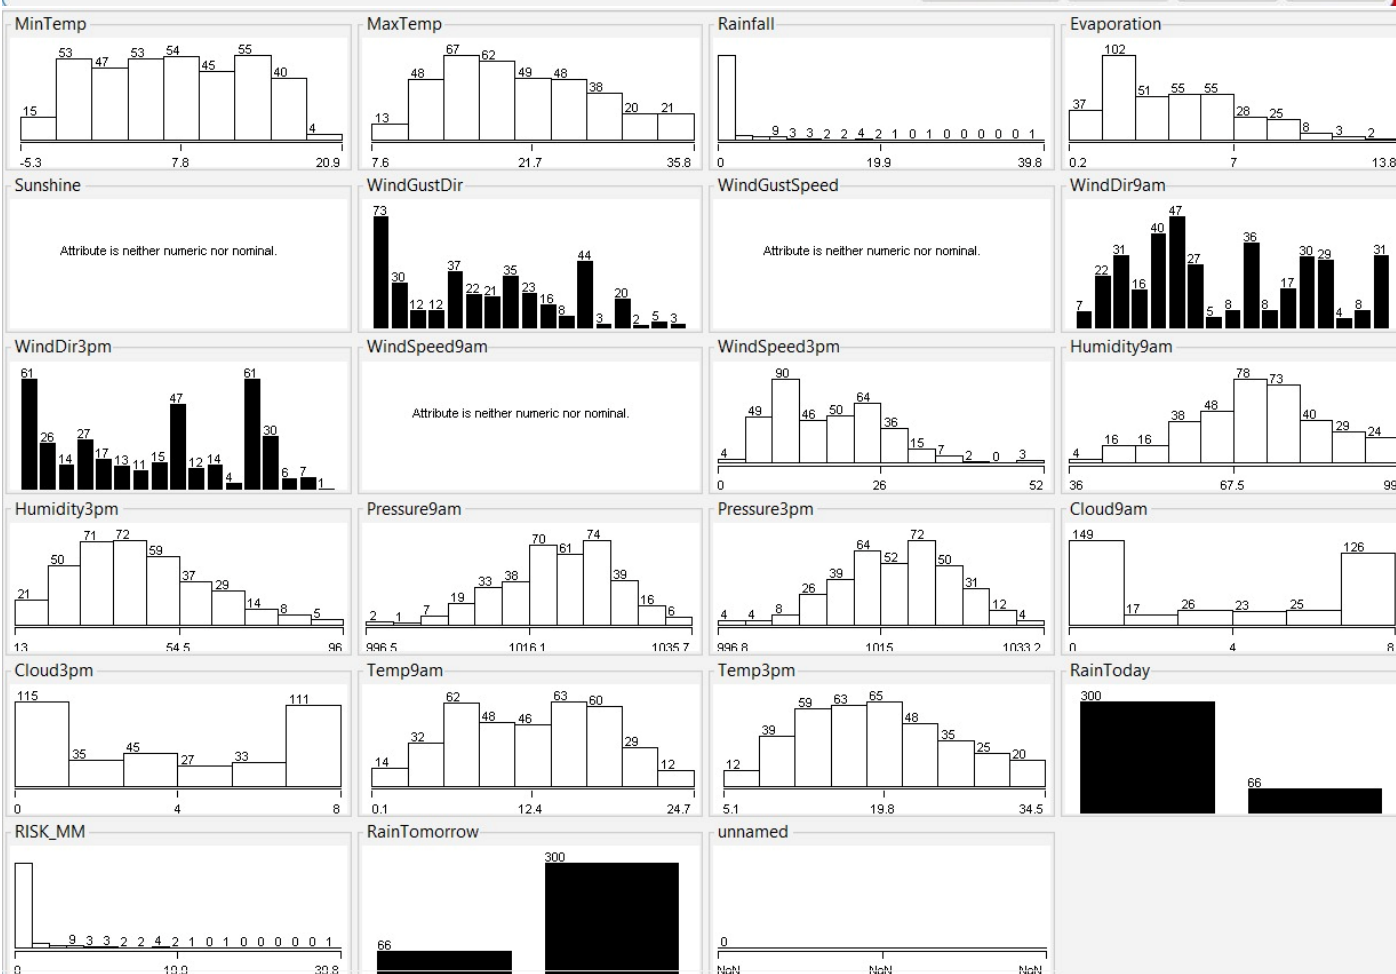 MinTemp
53 47 53 54 45 55 40
15 4
-5.3 7.8 20.9
MaxTemp
67 62
48 49 48 38
13 20 21
7.6 21.7 35.8
Rainfall
9 3 3 2 2 4 2 1 0 1 0 0 0 0 0 1
0 19.9 39.8
Evaporation
102
37 51 55 55 28 25 8 3 2
0.2 7 13.8
Sunshine
Attribute is neither numeric nor nominal.
WindGustDir
73
30 12 12 37 22 21 35 23 16 8 44 3 20 2 5 3
WindGustSpeed
Attribute is neither numeric nor nominal.
WindDir9am
7 22 31 16 40 47 27 5 8 36 8 17 30 29 4 8 31
WindDir3pm
61 26 14 27 17 13 11 15 47 12 14 4 61 30 6 7 1
WindSpeed9am
Attribute is neither numeric nor nominal.
WindSpeed3pm
4 49 90 46 50 64 36 15 7 2 0 3
0 26 52
Humidity9am
4 16 16 38 48 78 73 40 29 24
36 67.5 99
Humidity3pm
21 50 71 72 59 37 29 14 8 5
13 54.5 96
Pressure9am
2 1 7 19 33 38 70 61 74 39 16 6
996.5 1016.1 1035.7
Pressure3pm
4 4 8 26 39 64 52 72 50 31 12 4
996.8 1015 1033.2
Cloud9am
149 17 26 23 25 126
0 4 8
Cloud3pm
115 35 45 27 33 111
0 4 8
Temp9am
14 32 62 48 46 63 60 29 12
0.1 12.4 24.7
Temp3pm
12 39 59 63 65 48 35 25 20
5.1 19.8 34.5
RainToday
300
66
RISK_MM
9 3 3 2 2 4 2 1 0 1 0 0 0 0 0 1
0 19.9 39.8
RainTomorrow
300
66
unnamed
0
NaN NaN NaN